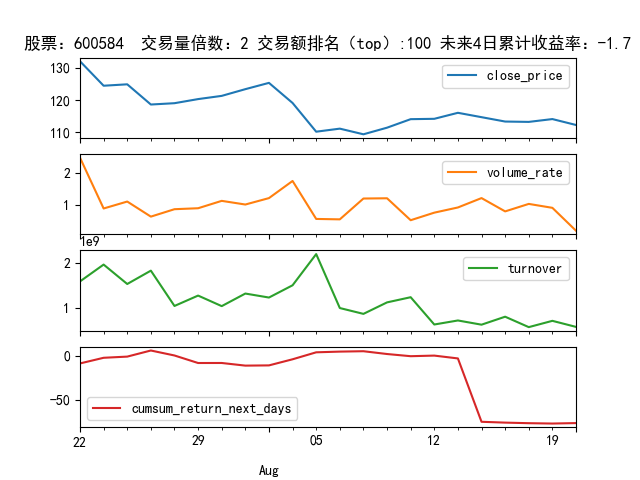 股票：600584  交易量倍数：2 交易额排名（top）:100 未来4日累计收益率：-1.7
130
120
110
close_price
2
1
volume_rate
1e9
2
1
turnover
0
−50
cumsum_return_next_days
22
29
05
12
19
Aug